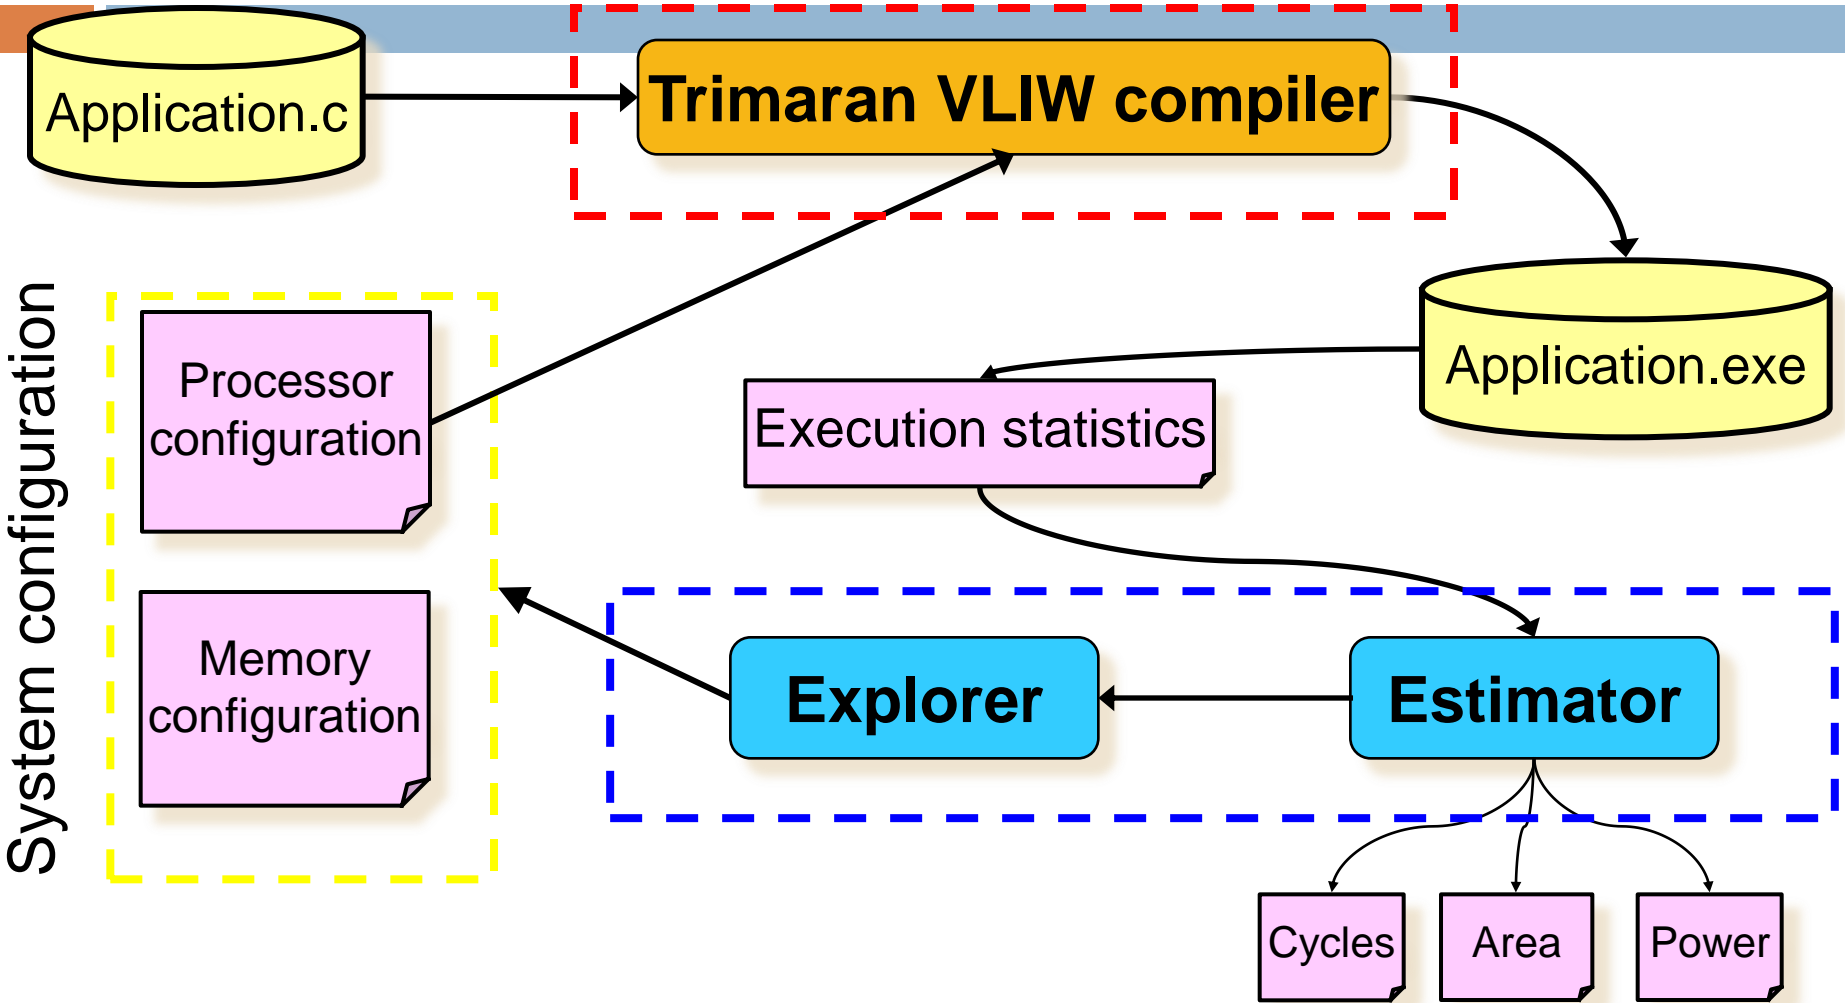 Application.c
Trimaran VLIW compiler
System configuration
Processor
configuration
Application.exe
Execution statistics
Memory
configuration
Explorer
Estimator
Cycles
Area
Power